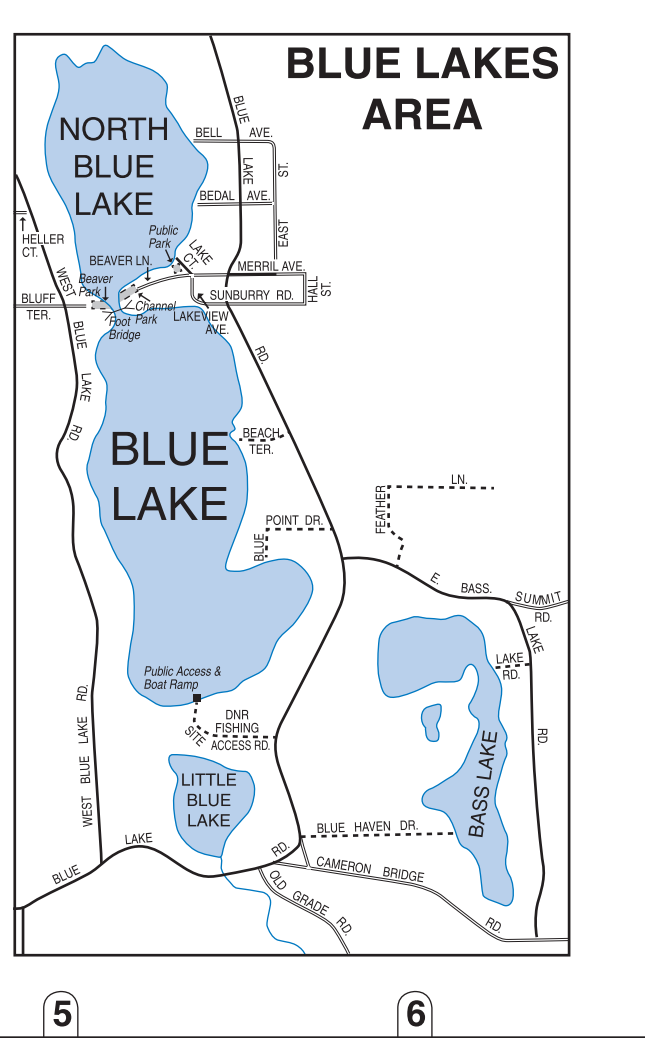 BLUE LAKES
AREA
NORTH
BLUE
LAKE
BLUE
BELL AVE.
LAKE
ST.
BEDAL AVE.
EAST
Public
Park
LAKE
CT.
HELLER
CT.
BEAVER LN.
MERRIL AVE.
WEST
Beaver
Park
HALL
ST.
SUNBURRY RD.
BLUFF
TER.
Channel
Park
LAKEVIEW
AVE.
Foot
Bridge
BLUE
RD.
LAKE
RD.
BLUE
LAKE
BEACH
TER.
LN.
FEATHER
POINT DR.
BLUE
E.
BASS.
SUMMIT
RD.
LAKE
LAKE
RD.
Public Access &
Boat Ramp
DNR
FISHING
SITE
ACCESS RD.
RD.
WEST BLUE LAKE RD.
BASS LAKE
LITTLE
BLUE
LAKE
BLUE HAVEN DR.
BLUE
LAKE
RD.
CAMERON BRIDGE
RD.
OLD GRADE RD.
5
6